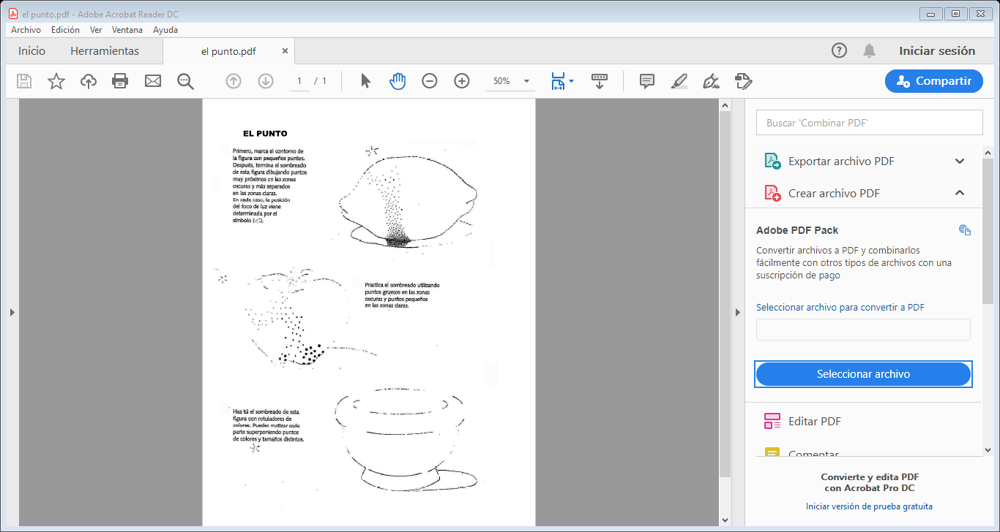 el punto.pdf - Adobe Acrobat Reader DC
Archivo Edición Ver Ventana Ayuda
Inicio Herramientas el punto.pdf Iniciar sesión
1 / 1 50% Compartir
EL PUNTO
Primero, marca el contorno de
la figura con pequeños puntos.
Después, termina el sombreado
de esta figura dibujando puntos
muy próximos en las zonas
oscuras y más separados
en las zonas claras.
En cada caso, la posición
del foco de luz viene
determinada por el
símbolo (☼).
Practica el sombreado utilizando
puntos gruesos en las zonas
oscuras y puntos pequeños
en las zonas claras.
Haz tú el sombreado de esta
figura con rotuladores de
colores. Puedes matizar cada
parte superponiendo puntos
de colores y tamaños distintos.
Buscar 'Combinar PDF'
Exportar archivo PDF
Crear archivo PDF
Adobe PDF Pack
Convertir archivos a PDF y combinarlos
fácilmente con otros tipos de archivos con una
suscripción de pago
Seleccionar archivo para convertir a PDF
Seleccionar archivo
Editar PDF
Comentar
Convierte y edita PDF
con Acrobat Pro DC
Iniciar versión de prueba gratuita